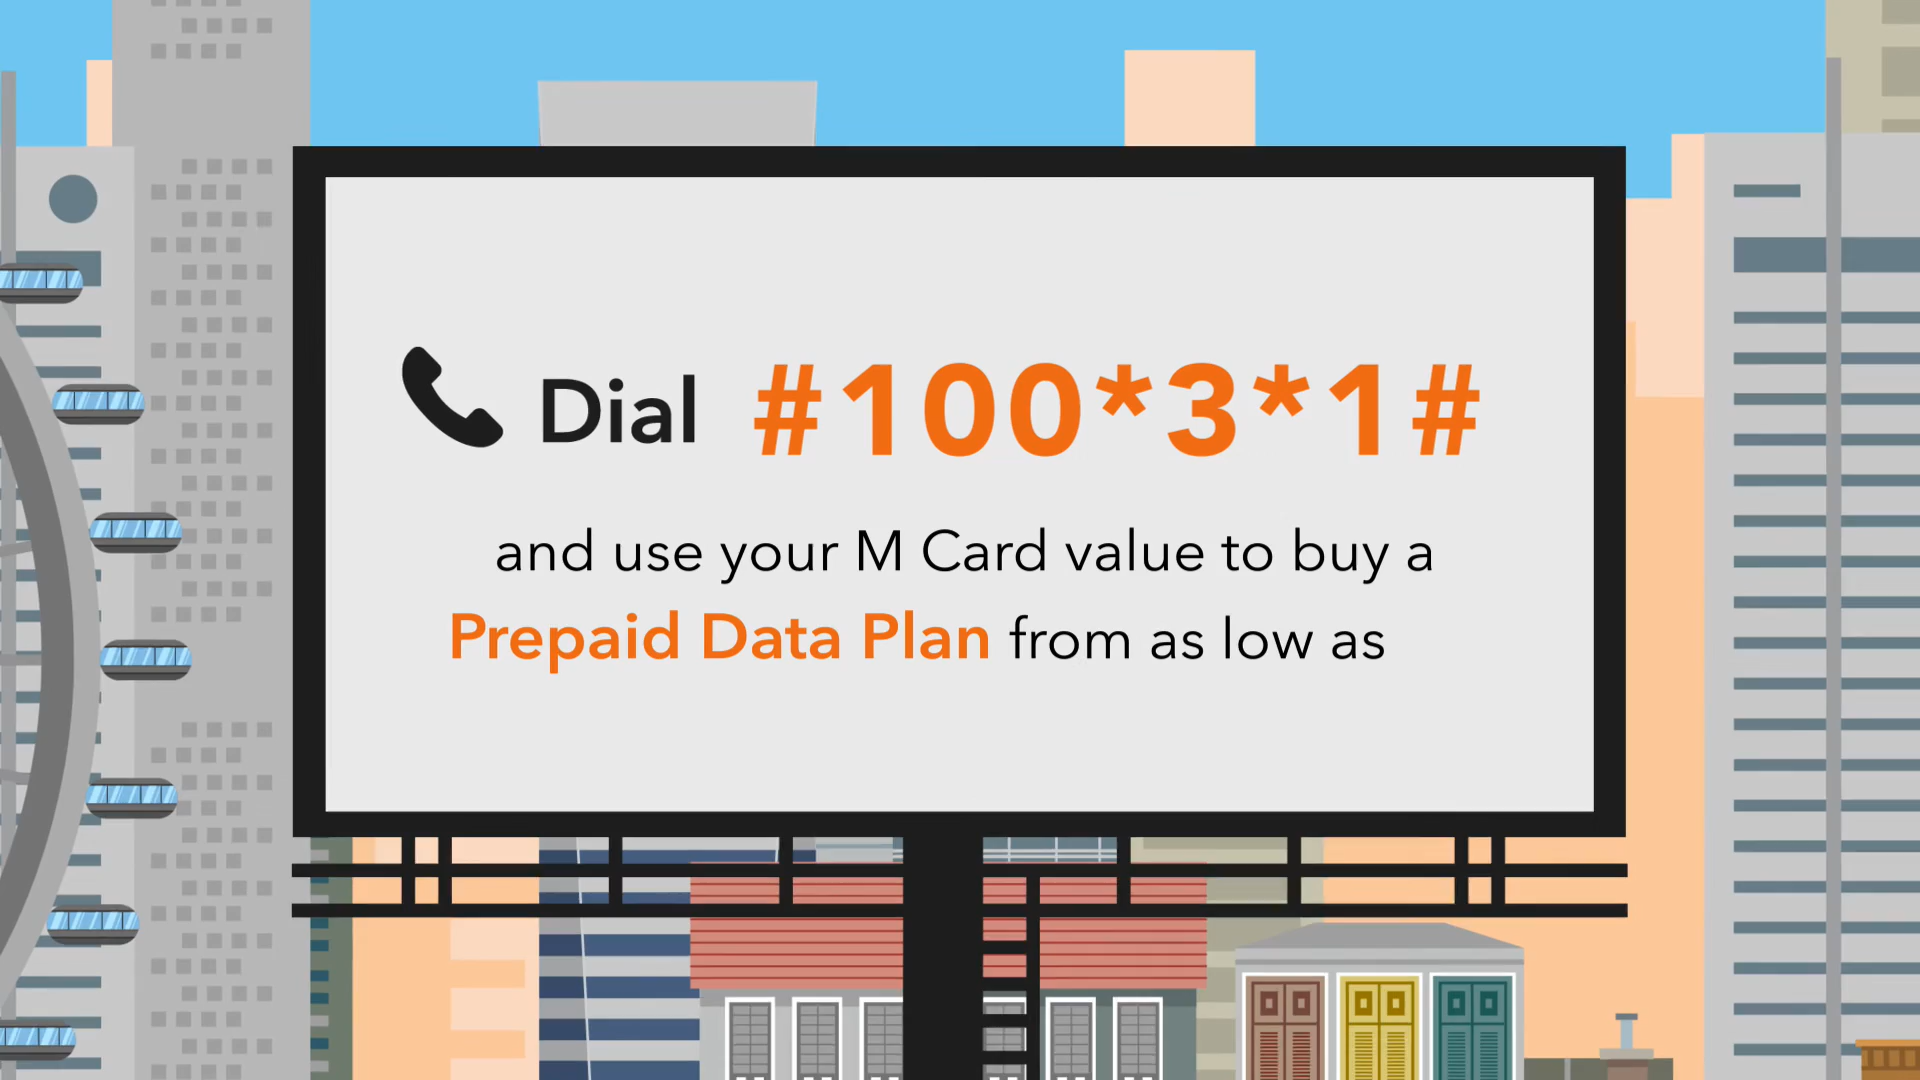 Dial #100*3*1#
and use your M Card value to buy a
Prepaid Data Plan from as low as